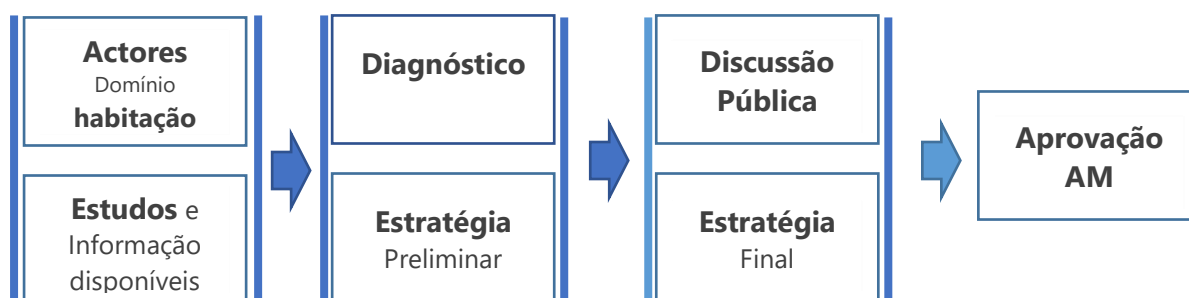 Actores
Domínio
habitação
Estudos e
Informação
disponíveis
Diagnóstico
Estratégia
Preliminar
Discussão
Pública
Estratégia
Final
Aprovação
AM